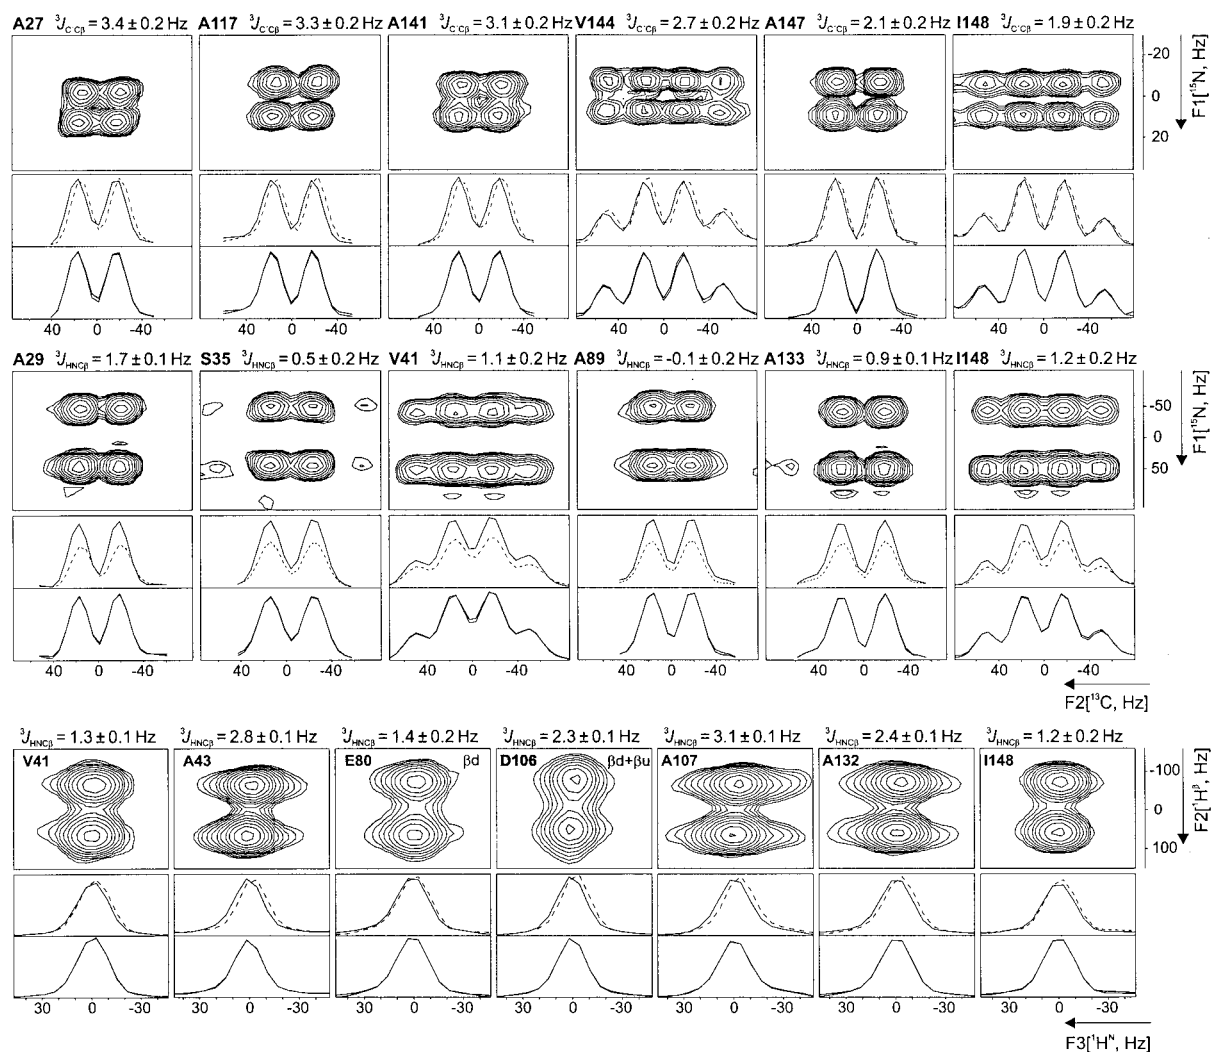 A27 ³J_C'Cβ = 3.4 ± 0.2 Hz A117 ³J_C'Cβ = 3.3 ± 0.2 Hz A141 ³J_C'Cβ = 3.1 ± 0.2 Hz V144 ³J_C'Cβ = 2.7 ± 0.2 Hz A147 ³J_C'Cβ = 2.1 ± 0.2 Hz I148 ³J_C'Cβ = 1.9 ± 0.2 Hz
-20
0
20
F1[¹⁵N, Hz]
40 0 -40 40 0 -40 40 0 -40 40 0 -40 40 0 -40 40 0 -40
A29 ³J_HNCβ = 1.7 ± 0.1 Hz S35 ³J_HNCβ = 0.5 ± 0.2 Hz V41 ³J_HNCβ = 1.1 ± 0.2 Hz A89 ³J_HNCβ = -0.1 ± 0.2 Hz A133 ³J_HNCβ = 0.9 ± 0.1 Hz I148 ³J_HNCβ = 1.2 ± 0.2 Hz
-50
0
50
F1[¹⁵N, Hz]
40 0 -40 40 0 -40 40 0 -40 40 0 -40 40 0 -40 40 0 -40
F2[¹³C, Hz]
³J_HNCβ = 1.3 ± 0.1 Hz ³J_HNCβ = 2.8 ± 0.1 Hz ³J_HNCβ = 1.4 ± 0.2 Hz ³J_HNCβ = 2.3 ± 0.1 Hz ³J_HNCβ = 3.1 ± 0.1 Hz ³J_HNCβ = 2.4 ± 0.1 Hz ³J_HNCβ = 1.2 ± 0.2 Hz
V41 A43 E80 βd D106 βd+βu A107 A132 I148
-100
0
100
F2[¹Hᵝ, Hz]
30 0 -30 30 0 -30 30 0 -30 30 0 -30 30 0 -30 30 0 -30 30 0 -30
F3[¹Hᴺ, Hz]